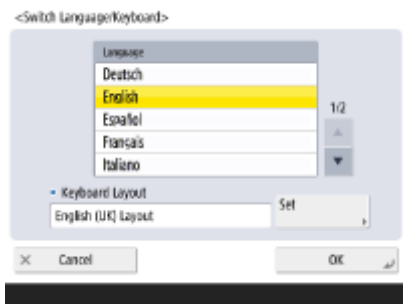 <Switch Language/Keyboard>
Language
Deutsch
English
Español
Français
Italiano
1/2
Keyboard Layout
English (UK) Layout
Set
Cancel
OK